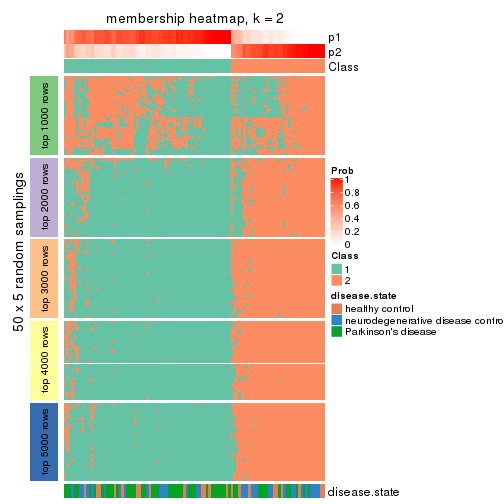 membership heatmap, k = 2
p1
p2
Class
50 x 5 random samplings
top 1000 rows
top 2000 rows
top 3000 rows
top 4000 rows
top 5000 rows
Prob
1
0.8
0.6
0.4
0.2
0
Class
1
2
disease.state
healthy control
neurodegenerative disease contro
Parkinson's disease
disease.state